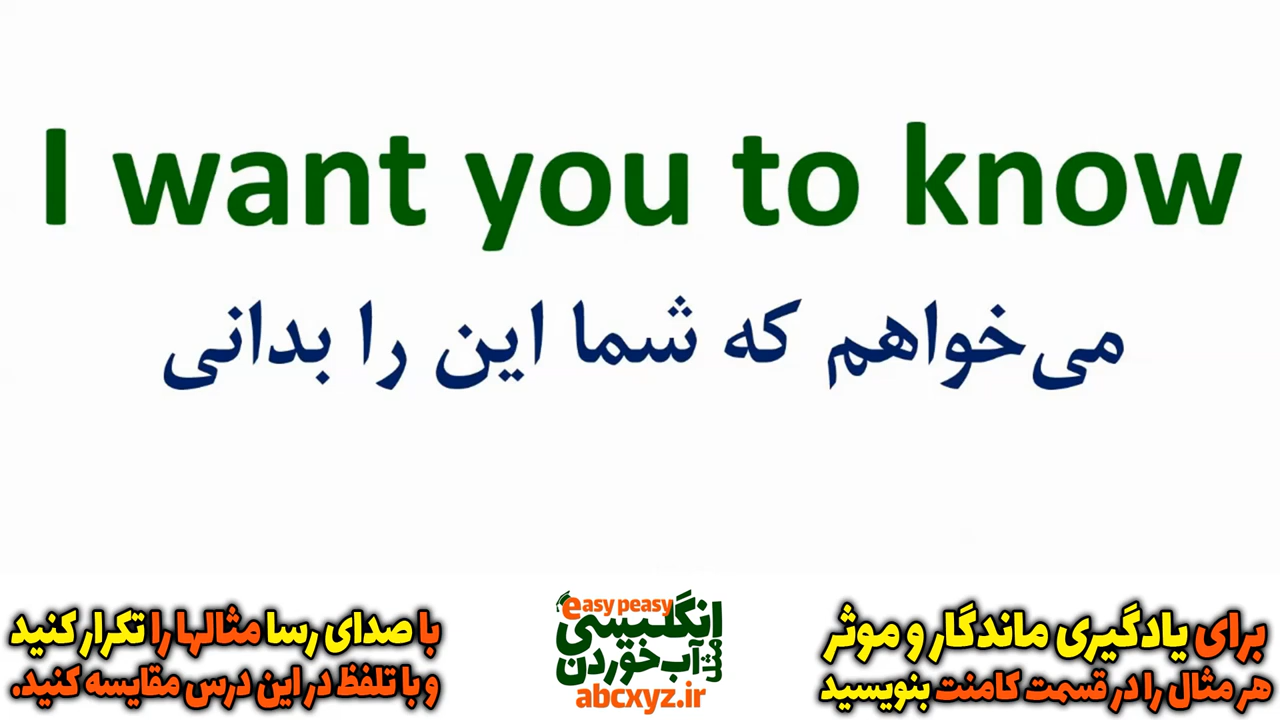 I want you to know
می‌خواهم که شما این را بدانی
برای یادگیری ماندگار و موثر
هر مثال را در قسمت کامنت بنویسید
easy peasy
انگلیسی
مثل آب خوردن
abcxyz.ir
با صدای رسا مثالها را تکرار کنید
و با تلفظ در این درس مقایسه کنید.